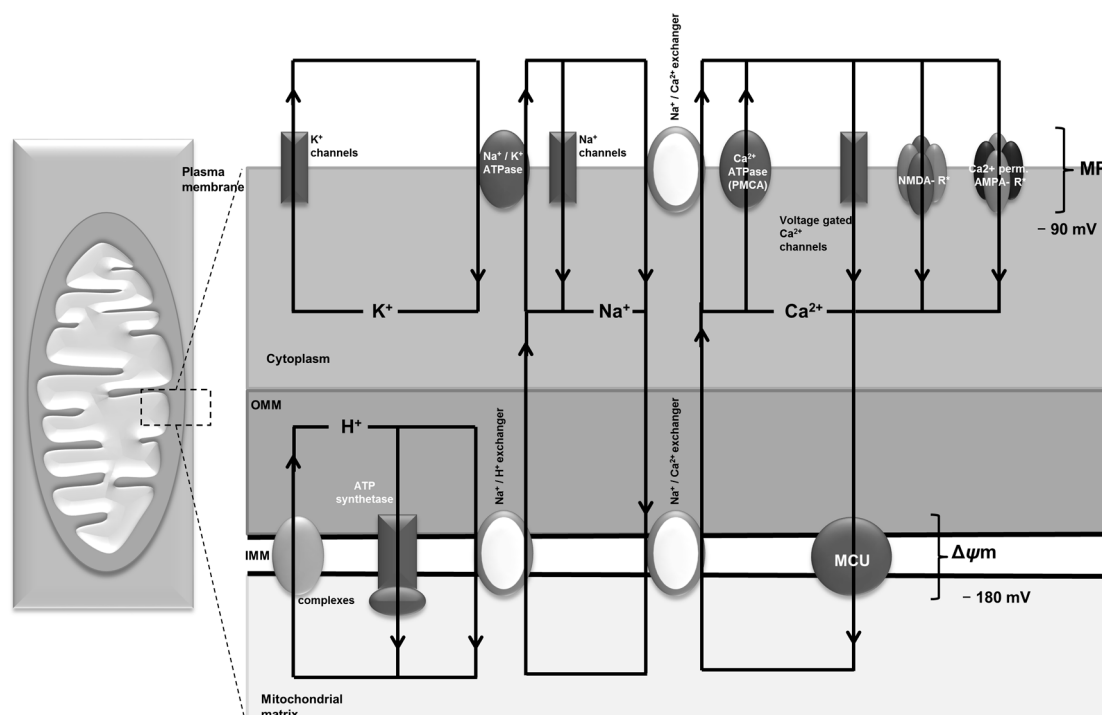 Na⁺ / Ca²⁺ exchanger
K⁺
channels
Na⁺ / K⁺
ATPase
Na⁺
channels
Ca²⁺
ATPase
(PMCA)
NMDA- R⁺
Ca2+ perm.
AMPA- R⁺
MP
Plasma
membrane
Voltage gated
Ca²⁺
channels
− 90 mV
K⁺
Na⁺
Ca²⁺
Cytoplasm
OMM
H⁺
Na⁺ / H⁺ exchanger
Na⁺ / Ca²⁺ exchanger
ATP
synthetase
IMM
MCU
Δψm
complexes
− 180 mV
Mitochondrial
matrix